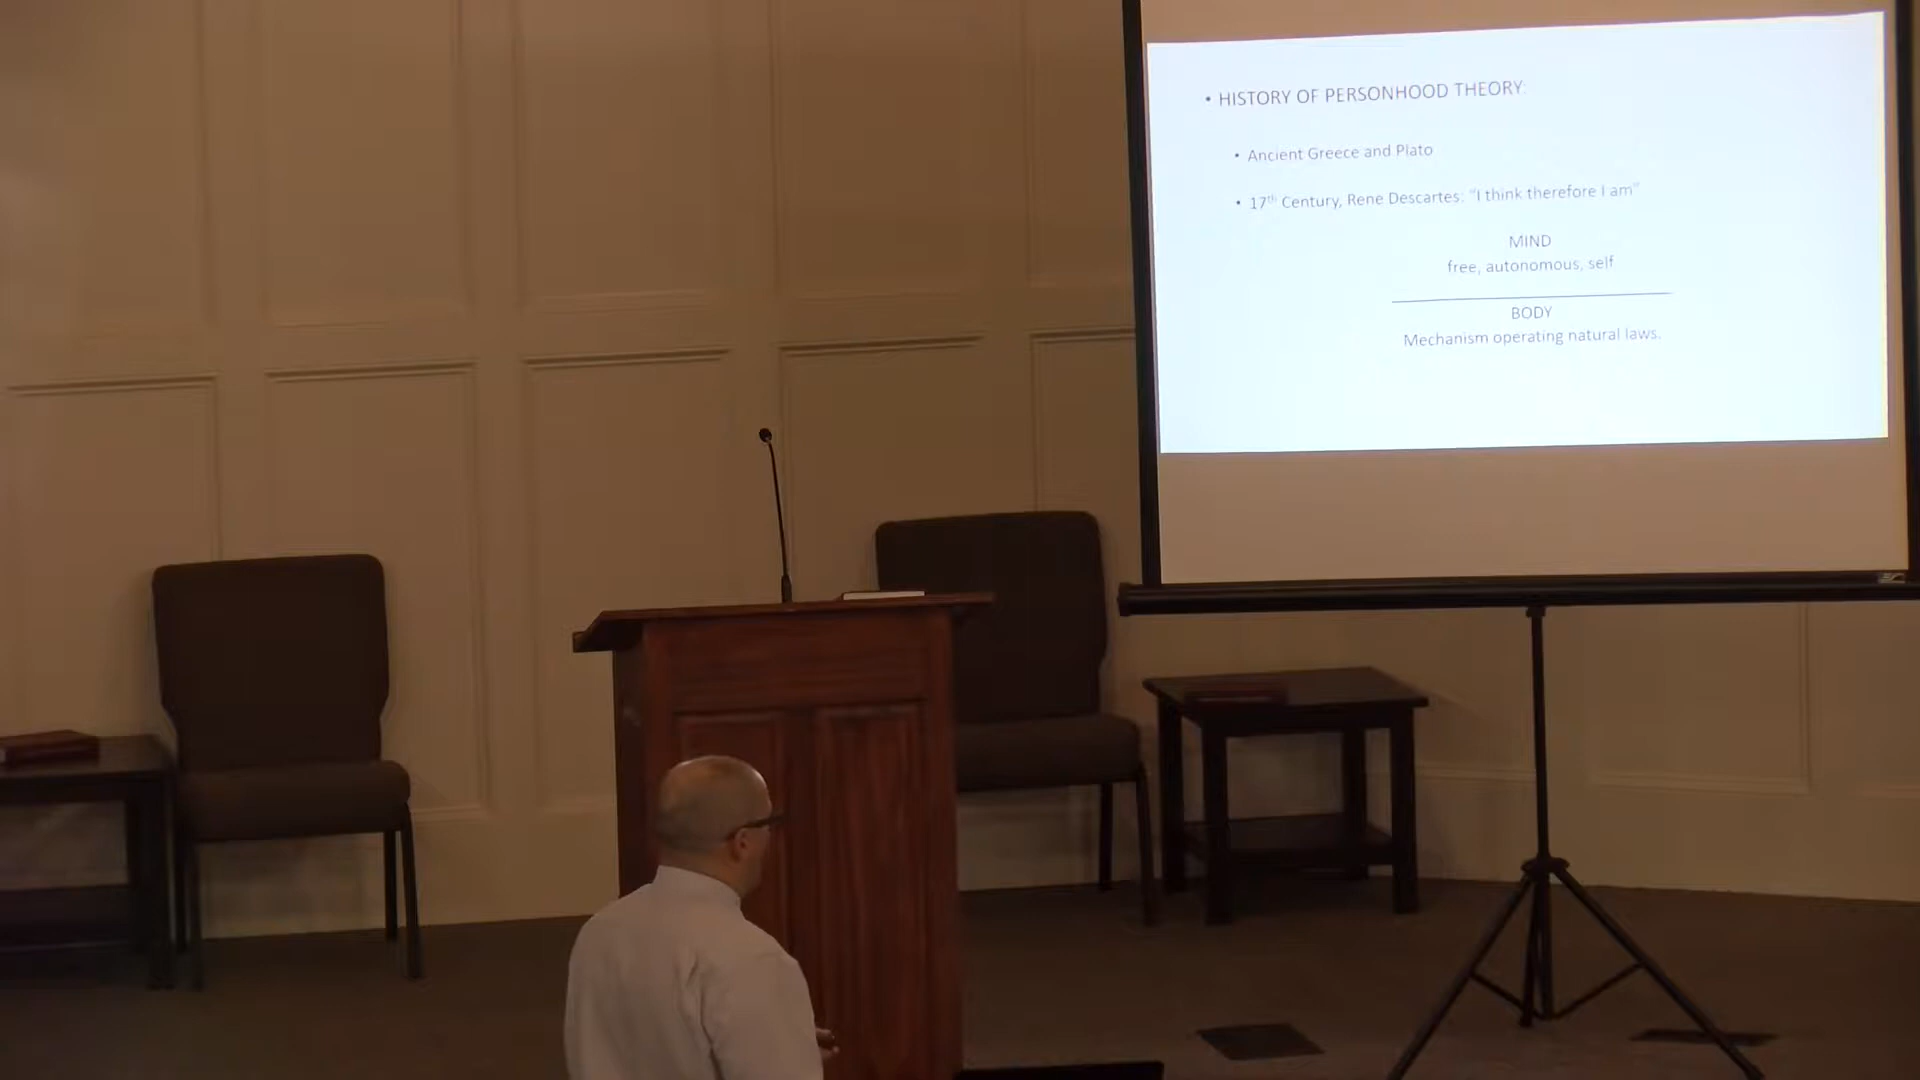 • HISTORY OF PERSONHOOD THEORY:
• Ancient Greece and Plato
• 17th Century, Rene Descartes: “I think therefore I am”
MIND
free, autonomous, self
BODY
Mechanism operating natural laws.